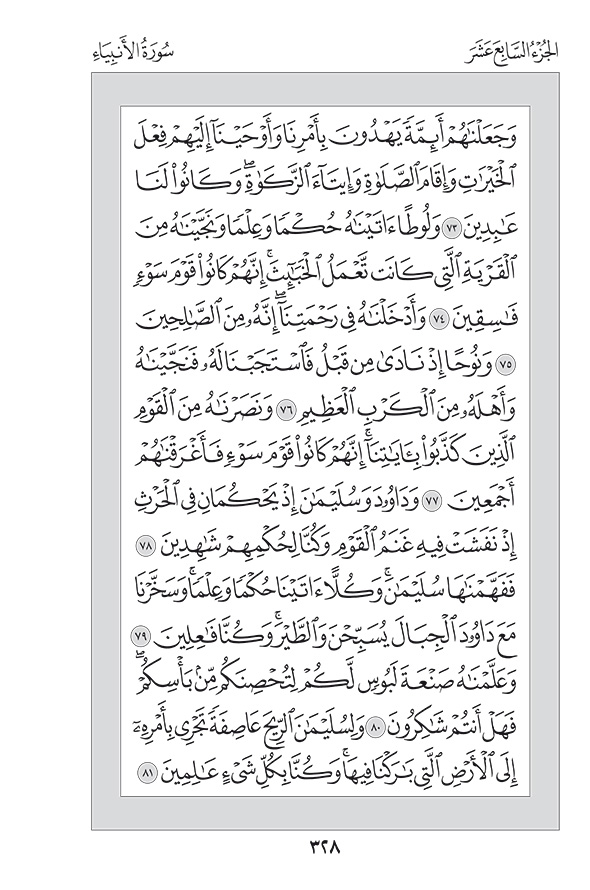 الجُزْءُ السَّابِعَ عَشَرَ
سُورَةُ الأَنبِيَاءِ
وَجَعَلْنَٰهُمْ أَئِمَّةً يَهْدُونَ بِأَمْرِنَا وَأَوْحَيْنَآ إِلَيْهِمْ فِعْلَ
ٱلْخَيْرَٰتِ وَإِقَامَ ٱلصَّلَوٰةِ وَإِيتَآءَ ٱلزَّكَوٰةِۖ وَكَانُوا۟ لَنَا
عَٰبِدِينَ ٧٣ وَلُوطًا ءَاتَيْنَٰهُ حُكْمًا وَعِلْمًا وَنَجَّيْنَٰهُ مِنَ
ٱلْقَرْيَةِ ٱلَّتِى كَانَت تَّعْمَلُ ٱلْخَبَٰٓئِثَۚ إِنَّهُمْ كَانُوا۟ قَوْمَ سَوْءٍ
فَٰسِقِينَ ٧٤ وَأَدْخَلْنَٰهُ فِى رَحْمَتِنَآۖ إِنَّهُۥ مِنَ ٱلصَّٰلِحِينَ
٧٥ وَنُوحًا إِذْ نَادَىٰ مِن قَبْلُ فَٱسْتَجَبْنَا لَهُۥ فَنَجَّيْنَٰهُ
وَأَهْلَهُۥ مِنَ ٱلْكَرْبِ ٱلْعَظِيمِ ٧٦ وَنَصَرْنَٰهُ مِنَ ٱلْقَوْمِ
ٱلَّذِينَ كَذَّبُوا۟ بِـَٔايَٰتِنَآۚ إِنَّهُمْ كَانُوا۟ قَوْمَ سَوْءٍ فَأَغْرَقْنَٰهُمْ
أَجْمَعِينَ ٧٧ وَدَاوُۥدَ وَسُلَيْمَٰنَ إِذْ يَحْكُمَانِ فِى ٱلْحَرْثِ
إِذْ نَفَشَتْ فِيهِ غَنَمُ ٱلْقَوْمِ وَكُنَّا لِحُكْمِهِمْ شَٰهِدِينَ ٧٨
فَفَهَّمْنَٰهَا سُلَيْمَٰنَۚ وَكُلًّا ءَاتَيْنَا حُكْمًا وَعِلْمًاۚ وَسَخَّرْنَا
مَعَ دَاوُۥدَ ٱلْجِبَالَ يُسَبِّحْنَ وَٱلطَّيْرَۚ وَكُنَّا فَٰعِلِينَ ٧٩
وَعَلَّمْنَٰهُ صَنْعَةَ لَبُوسٍ لَّكُمْ لِتُحْصِنَكُم مِّنۢ بَأْسِكُمْۖ
فَهَلْ أَنتُمْ شَٰكِرُونَ ٨٠ وَلِسُلَيْمَٰنَ ٱلرِّيحَ عَاصِفَةً تَجْرِى بِأَمْرِهِۦٓ
إِلَى ٱلْأَرْضِ ٱلَّتِى بَٰرَكْنَا فِيهَاۚ وَكُنَّا بِكُلِّ شَىْءٍ عَٰلِمِينَ ٨١
٣٢٨